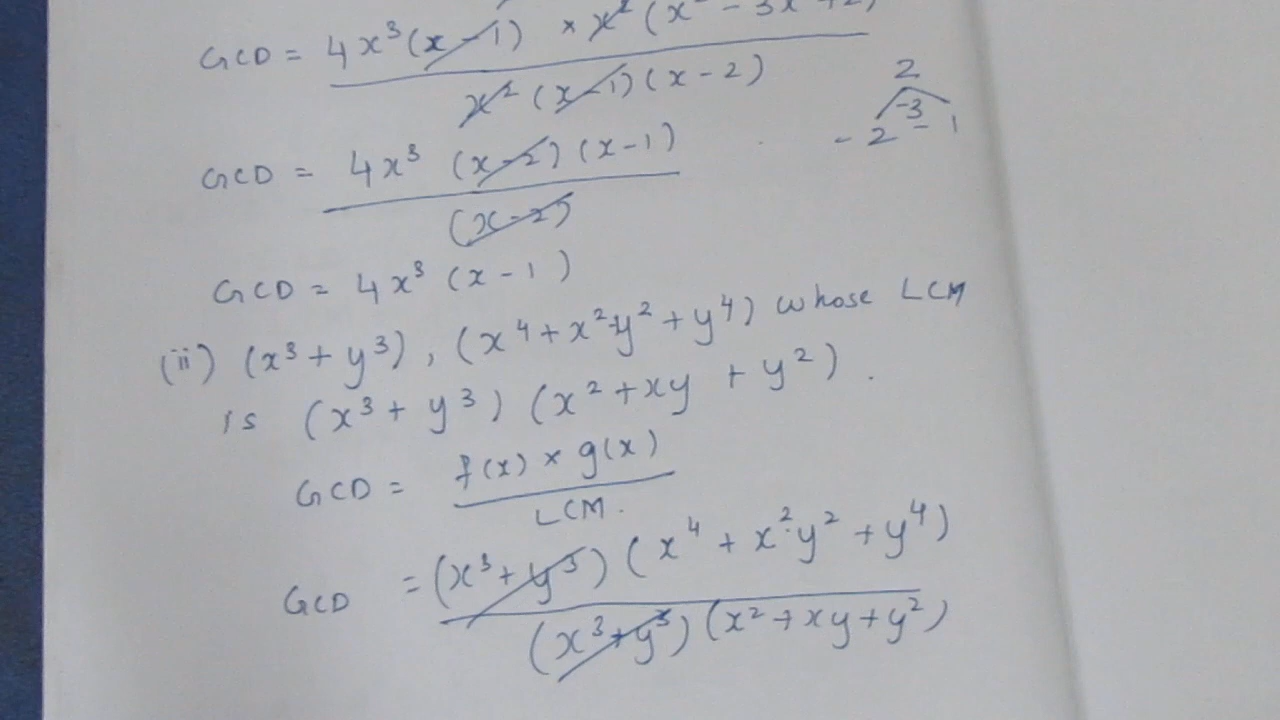 GCD = 4x³(x-1) × x²(x² - 3x + 2)
x² (x-1)(x-2)
2
-3
-2 -1
GCD = 4x³ (x-2)(x-1)
(x-2)
GCD = 4x³ (x-1)
(ii) (x³ + y³), (x⁴ + x²y² + y⁴) whose LCM
is (x³ + y³) (x² + xy + y²).
GCD = f(x) × g(x)
LCM.
GCD = (x³ + y³) (x⁴ + x²y² + y⁴)
(x³ + y³) (x² + xy + y²)